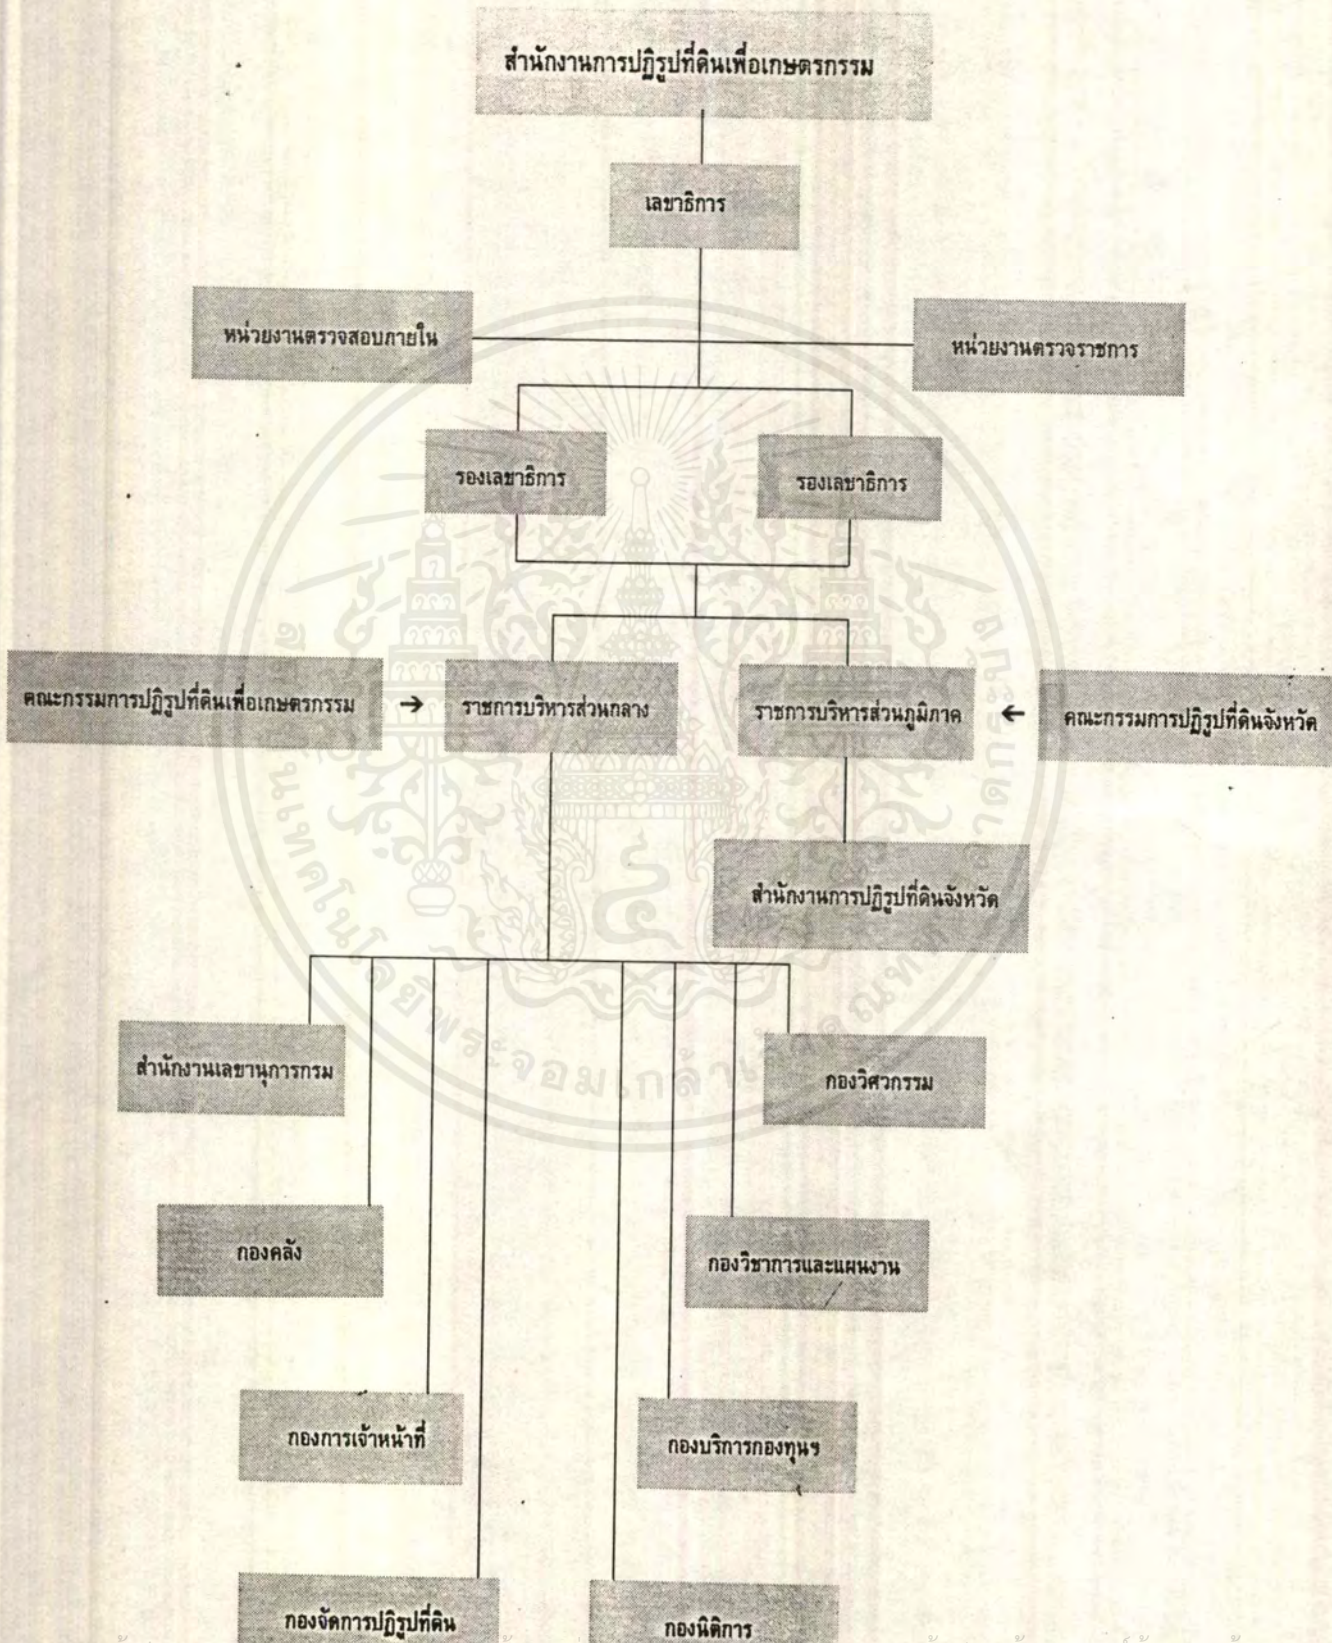 สำนักงานการปฏิรูปที่ดินเพื่อเกษตรกรรม
เลขาธิการ
หน่วยงานตรวจสอบภายใน
หน่วยงานตรวจราชการ
รองเลขาธิการ
รองเลขาธิการ
คณะกรรมการปฏิรูปที่ดินเพื่อเกษตรกรรม → ราชการบริหารส่วนกลาง
ราชการบริหารส่วนภูมิภาค ← คณะกรรมการปฏิรูปที่ดินจังหวัด
สำนักงานการปฏิรูปที่ดินจังหวัด
สำนักงานเลขานุการกรม
กองวิศวกรรม
กองคลัง
กองวิชาการและแผนงาน
กองการเจ้าหน้าที่
กองบริการกองทุนฯ
กองจัดการปฏิรูปที่ดิน
กองนิติการ